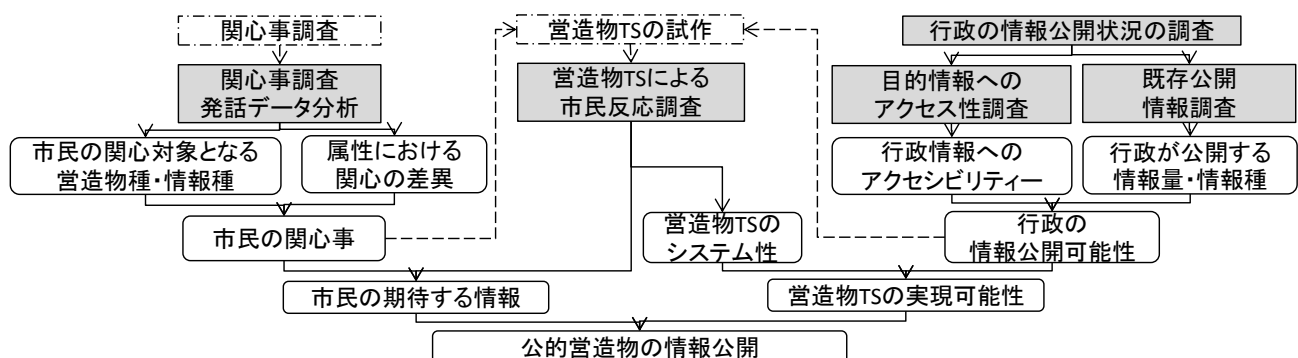 関心事調査
営造物TSの試作
行政の情報公開状況の調査
関心事調査
発話データ分析
営造物TSによる
市民反応調査
目的情報への
アクセス性調査
既存公開
情報調査
市民の関心対象となる
営造物種・情報種
属性における
関心の差異
行政情報への
アクセシビリティー
行政が公開する
情報量・情報種
市民の関心事
営造物TSの
システム性
行政の
情報公開可能性
市民の期待する情報
営造物TSの実現可能性
公的営造物の情報公開